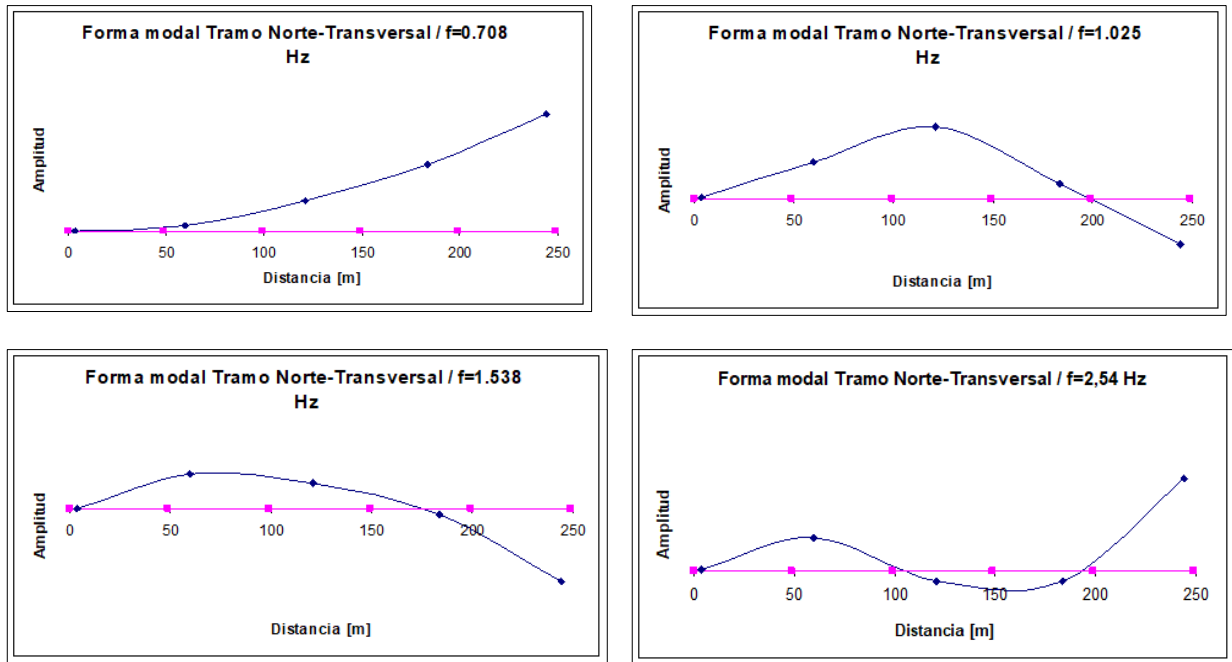 Forma modal Tramo Norte-Transversal / f=0.708
Hz
Amplitud
0 50 100 150 200 250
Distancia [m]
Forma modal Tramo Norte-Transversal / f=1.025
Hz
Amplitud
0 50 100 150 200 250
Distancia [m]
Forma modal Tramo Norte-Transversal / f=1.538
Hz
Amplitud
0 50 100 150 200 250
Distancia [m]
Forma modal Tramo Norte-Transversal / f=2,54 Hz
Amplitud
0 50 100 150 200 250
Distancia [m]